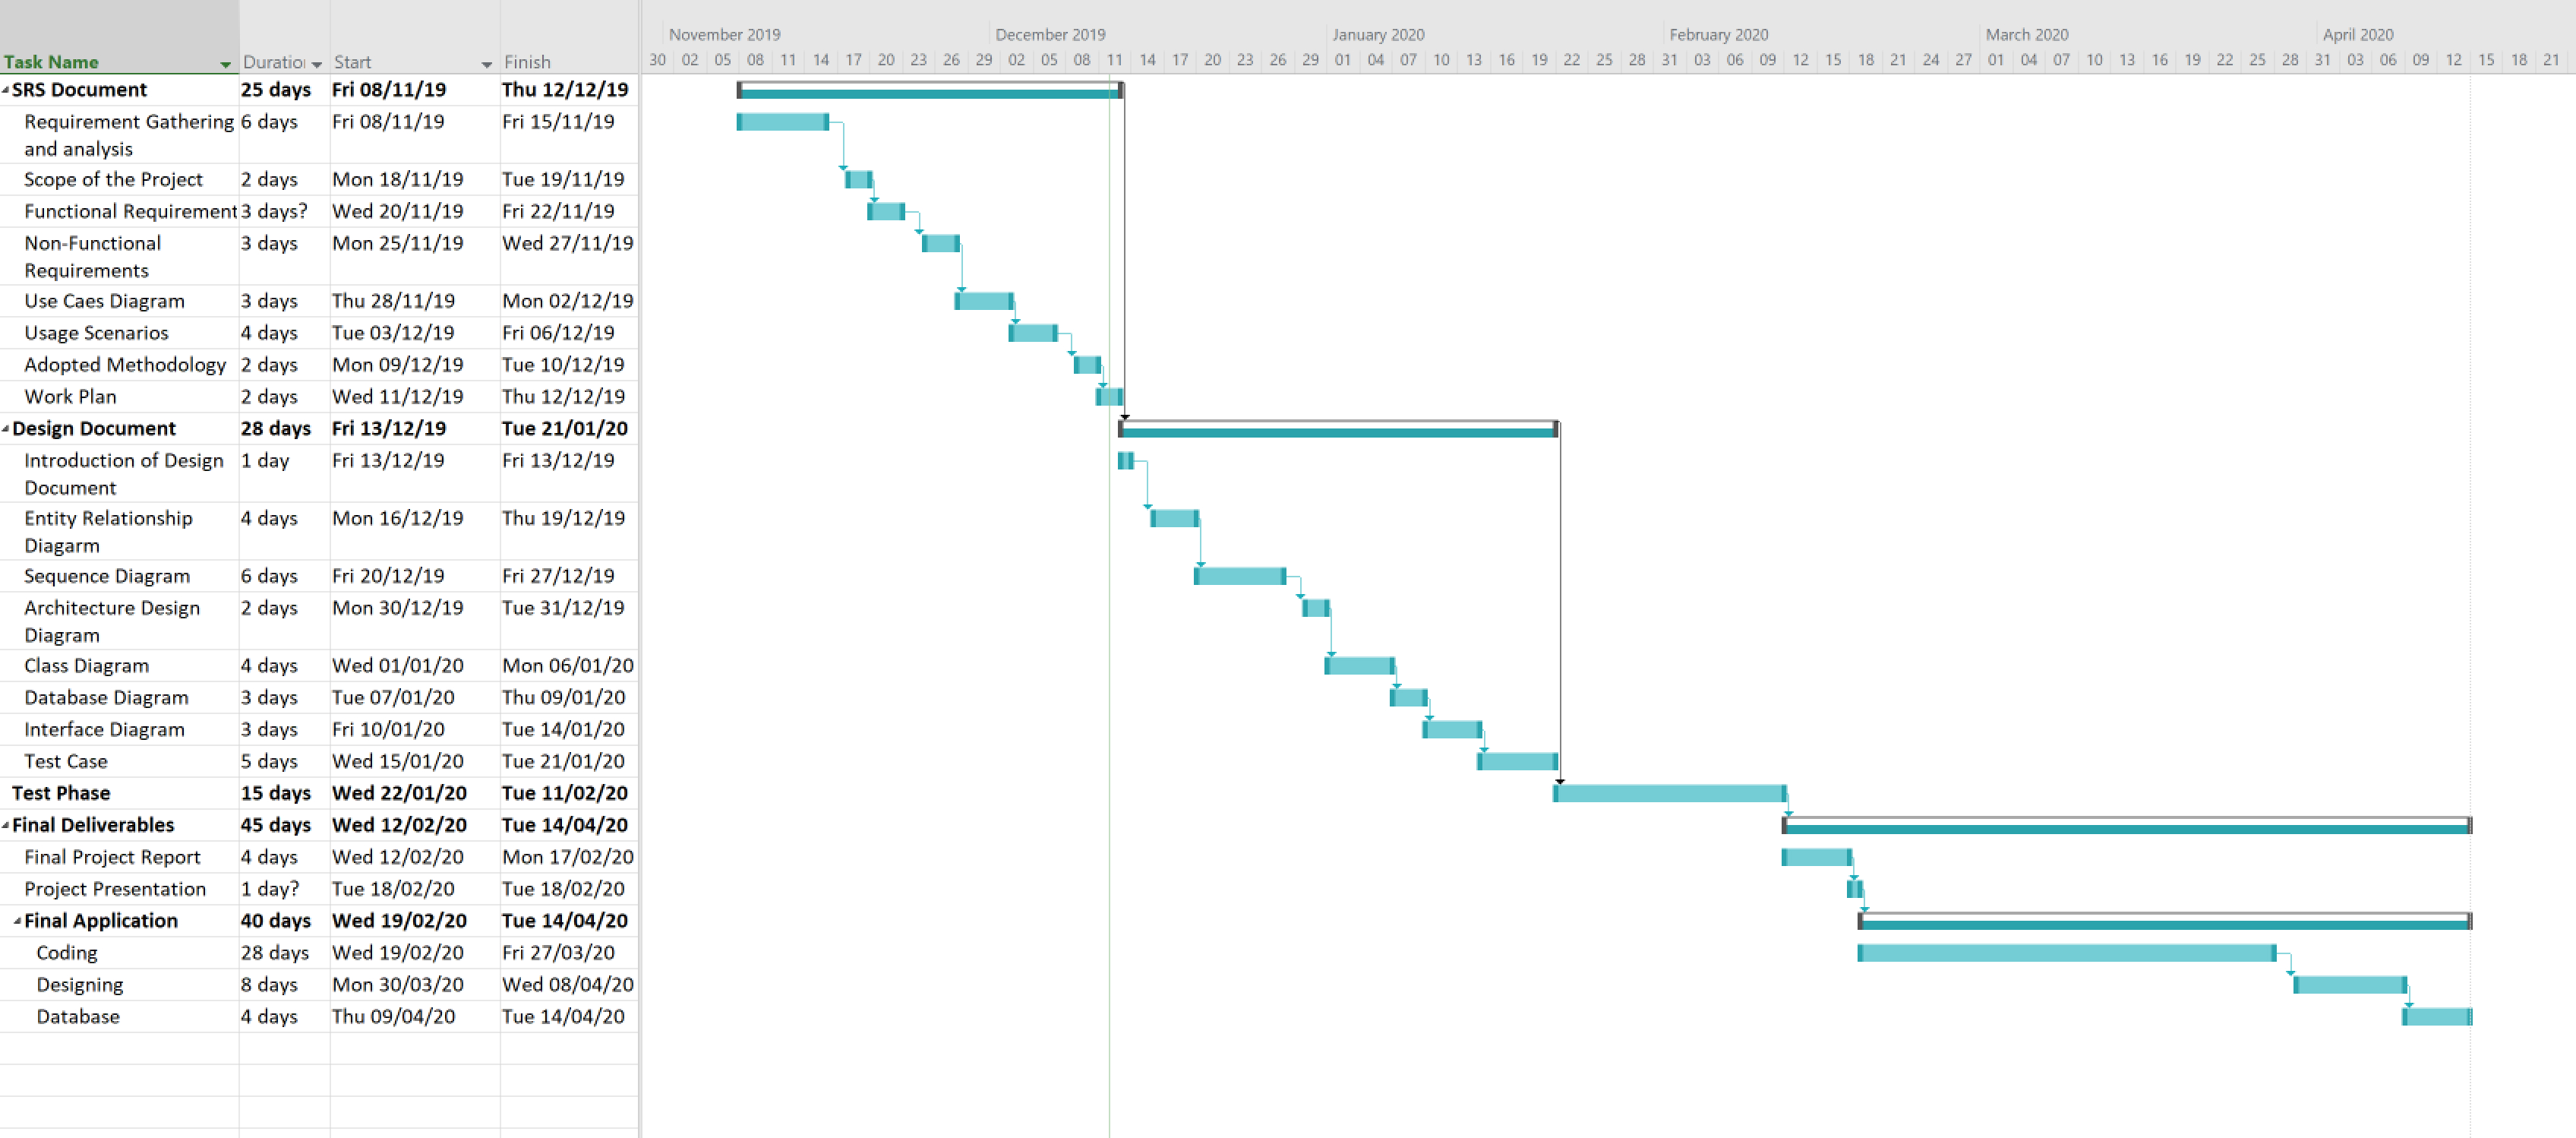 November 2019 December 2019 January 2020 February 2020 March 2020 April 2020
Task Name Duratio Start Finish 30 02 05 08 11 14 17 20 23 26 29 02 05 08 11 14 17 20 23 26 29 01 04 07 10 13 16 19 22 25 28 31 03 06 09 12 15 18 21 24 27 01 04 07 10 13 16 19 22 25 28 31 03 06 09 12 15 18 21
SRS Document 25 days Fri 08/11/19 Thu 12/12/19
Requirement Gathering 6 days Fri 08/11/19 Fri 15/11/19
and analysis
Scope of the Project 2 days Mon 18/11/19 Tue 19/11/19
Functional Requirement 3 days? Wed 20/11/19 Fri 22/11/19
Non-Functional 3 days Mon 25/11/19 Wed 27/11/19
Requirements
Use Caes Diagram 3 days Thu 28/11/19 Mon 02/12/19
Usage Scenarios 4 days Tue 03/12/19 Fri 06/12/19
Adopted Methodology 2 days Mon 09/12/19 Tue 10/12/19
Work Plan 2 days Wed 11/12/19 Thu 12/12/19
Design Document 28 days Fri 13/12/19 Tue 21/01/20
Introduction of Design 1 day Fri 13/12/19 Fri 13/12/19
Document
Entity Relationship 4 days Mon 16/12/19 Thu 19/12/19
Diagarm
Sequence Diagram 6 days Fri 20/12/19 Fri 27/12/19
Architecture Design 2 days Mon 30/12/19 Tue 31/12/19
Diagram
Class Diagram 4 days Wed 01/01/20 Mon 06/01/20
Database Diagram 3 days Tue 07/01/20 Thu 09/01/20
Interface Diagram 3 days Fri 10/01/20 Tue 14/01/20
Test Case 5 days Wed 15/01/20 Tue 21/01/20
Test Phase 15 days Wed 22/01/20 Tue 11/02/20
Final Deliverables 45 days Wed 12/02/20 Tue 14/04/20
Final Project Report 4 days Wed 12/02/20 Mon 17/02/20
Project Presentation 1 day? Tue 18/02/20 Tue 18/02/20
Final Application 40 days Wed 19/02/20 Tue 14/04/20
Coding 28 days Wed 19/02/20 Fri 27/03/20
Designing 8 days Mon 30/03/20 Wed 08/04/20
Database 4 days Thu 09/04/20 Tue 14/04/20